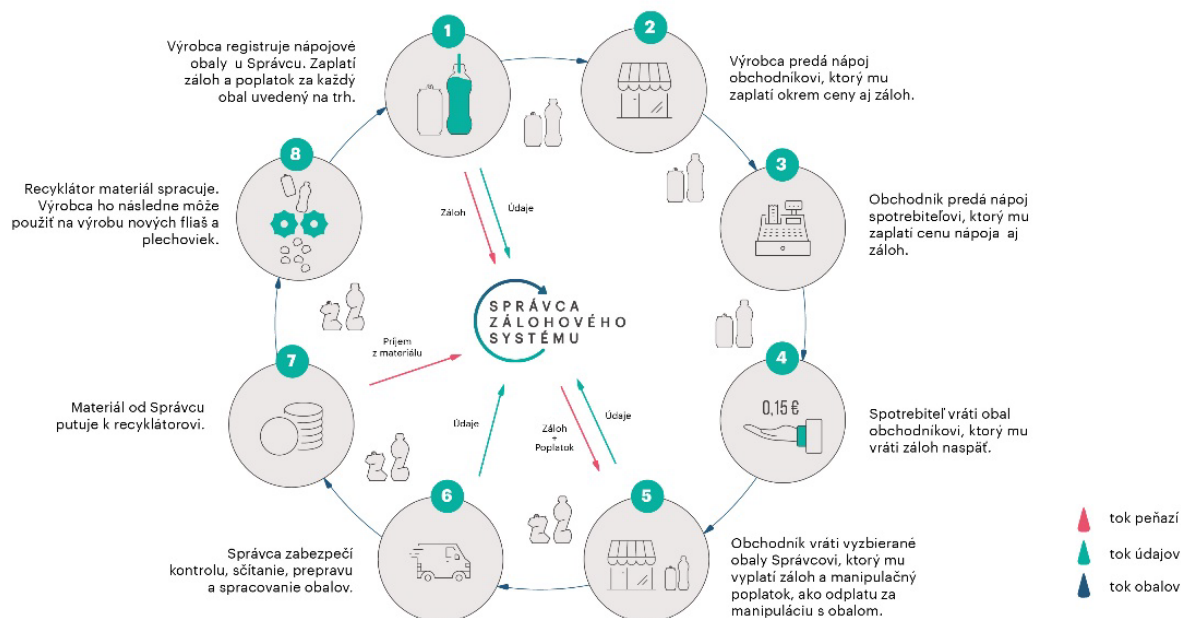 1
Výrobca registruje nápojové
obaly u Správcu. Zaplatí
záloh a poplatok za každý
obal uvedený na trh.
2
Výrobca predá nápoj
obchodníkovi, ktorý mu
zaplatí okrem ceny aj záloh.
3
Obchodník predá nápoj
spotrebiteľovi, ktorý mu
zaplatí cenu nápoja aj
záloh.
4
0,15 €
Spotrebiteľ vráti obal
obchodníkovi, ktorý mu
vráti záloh naspäť.
5
Obchodník vráti vyzbierané
obaly Správcovi, ktorý mu
vyplatí záloh a manipulačný
poplatok, ako odplatu za
manipuláciu s obalom.
6
Správca zabezpečí
kontrolu, sčítanie, prepravu
a spracovanie obalov.
7
Materiál od Správcu
putuje k recyklátorovi.
8
Recyklátor materiál spracuje.
Výrobca ho následne môže
použiť na výrobu nových fliaš a
plechoviek.
Záloh
Údaje
SPRÁVCA
ZÁLOHOVÉHO
SYSTÉMU
Príjem
z materiálu
Údaje
Záloh
+
Poplatok
Údaje
tok peňazí
tok údajov
tok obalov